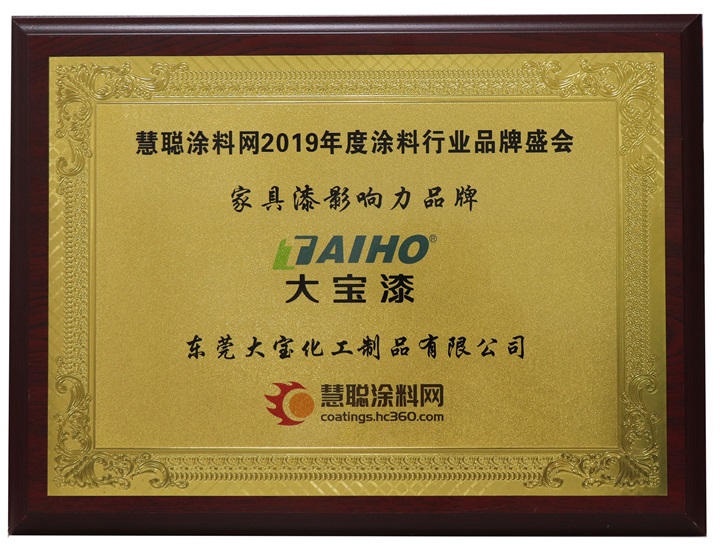 慧聪涂料网2019年度涂料行业品牌盛会
家具漆影响力品牌
TAIHO®
大宝漆
东莞大宝化工制品有限公司
慧聪涂料网
coatings.hc360.com